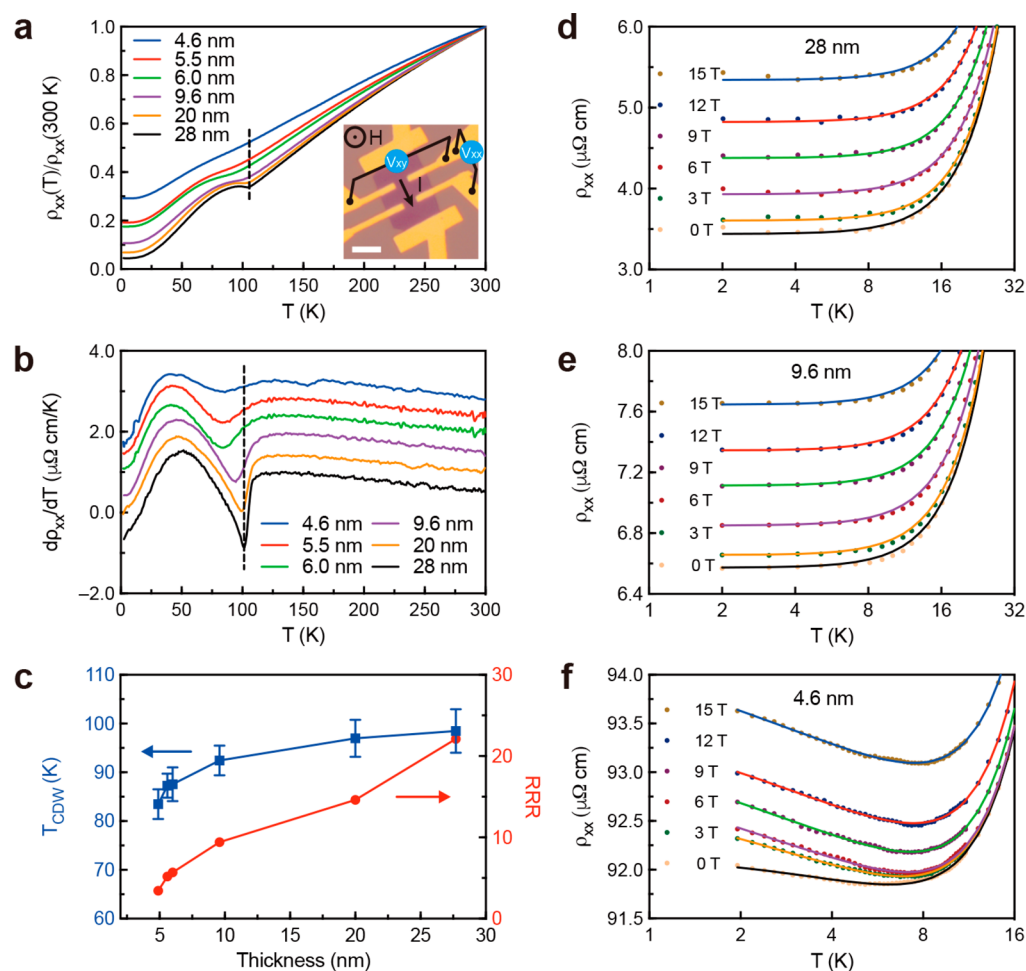 a
ρxx(T)/ρxx(300 K)
1.0
0.8
0.6
0.4
0.2
0.0
4.6 nm
5.5 nm
6.0 nm
9.6 nm
20 nm
28 nm
H
Vxy
Vxx
I
0 50 100 150 200 250 300
T (K)
b
dρxx/dT (μΩ cm/K)
4.0
2.0
0.0
−2.0
4.6 nm 9.6 nm
5.5 nm 20 nm
6.0 nm 28 nm
0 50 100 150 200 250 300
T (K)
c
TCDW (K)
110
100
90
80
70
60
30
20
10
0
RRR
5 10 15 20 25 30
Thickness (nm)
d
ρxx (μΩ cm)
6.0
5.0
4.0
3.0
28 nm
15 T
12 T
9 T
6 T
3 T
0 T
1 2 4 8 16 32
T (K)
e
ρxx (μΩ cm)
8.0
7.6
7.2
6.8
6.4
9.6 nm
15 T
12 T
9 T
6 T
3 T
0 T
1 2 4 8 16 32
T (K)
f
ρxx (μΩ cm)
94.0
93.5
93.0
92.5
92.0
91.5
4.6 nm
15 T
12 T
9 T
6 T
3 T
0 T
1 2 4 8 16
T (K)